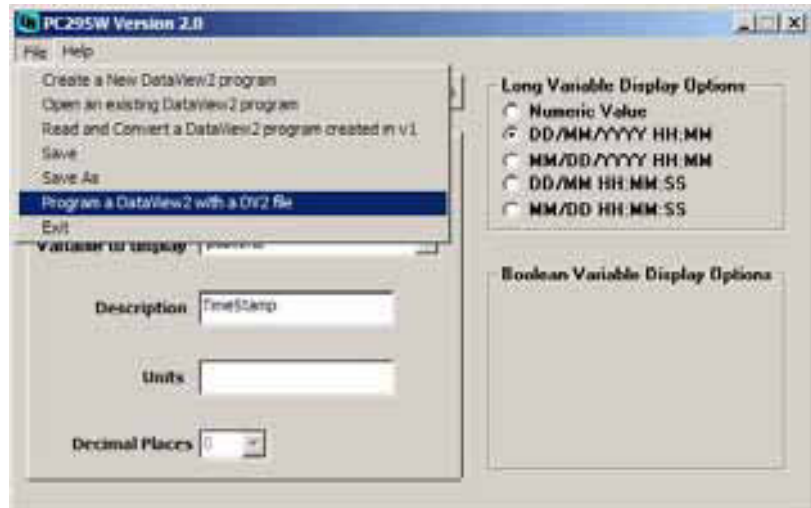 PC295W Version 2.0
File Help
Create a New DataView2 program
Open an existing DataView2 program
Read and Convert a DataView2 program created in v1
Save
Save As
Program a DataView2 with a DV2 file
Exit
Variable to display
Description TimeStamp
Units
Decimal Places 0
Long Variable Display Options
Numeric Value
DD/MM/YYYY HH:MM
MM/DD/YYYY HH:MM
DD/MM HH:MM:SS
MM/DD HH:MM:SS
Boolean Variable Display Options